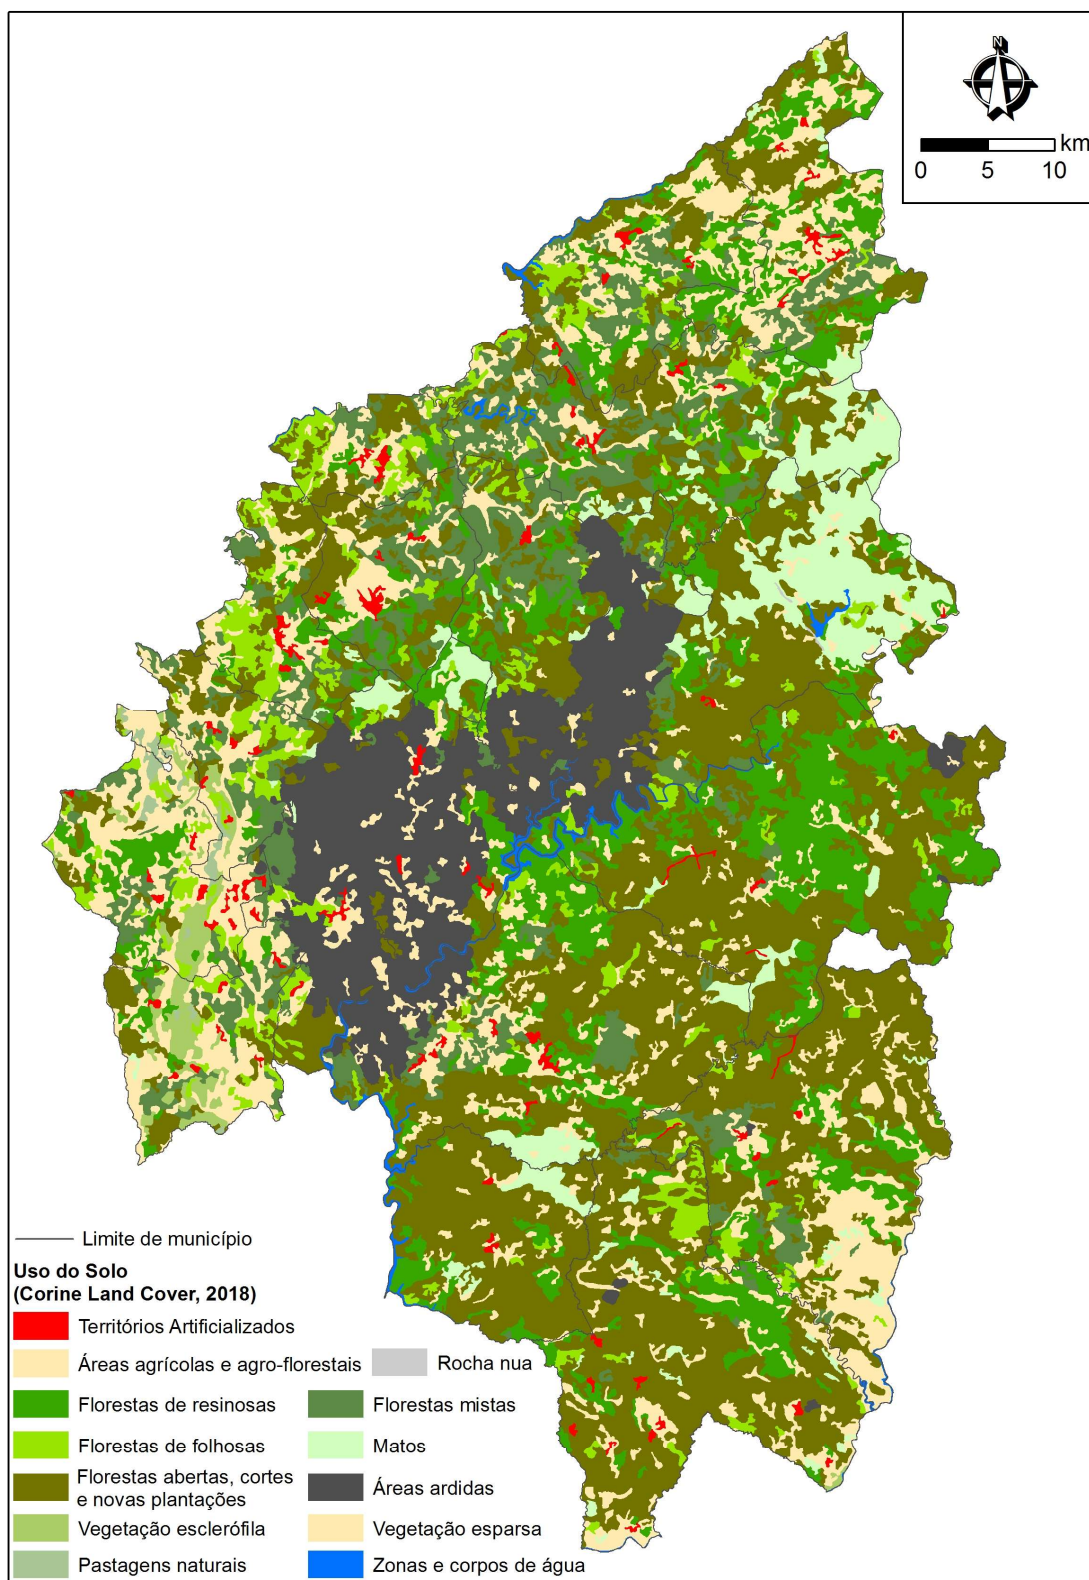 N
km
0 5 10
Limite de município
Uso do Solo
(Corine Land Cover, 2018)
Territórios Artificializados
Áreas agrícolas e agro-florestais
Rocha nua
Florestas de resinosas
Florestas mistas
Florestas de folhosas
Matos
Florestas abertas, cortes
e novas plantações
Áreas ardidas
Vegetação esclerófila
Vegetação esparsa
Pastagens naturais
Zonas e corpos de água